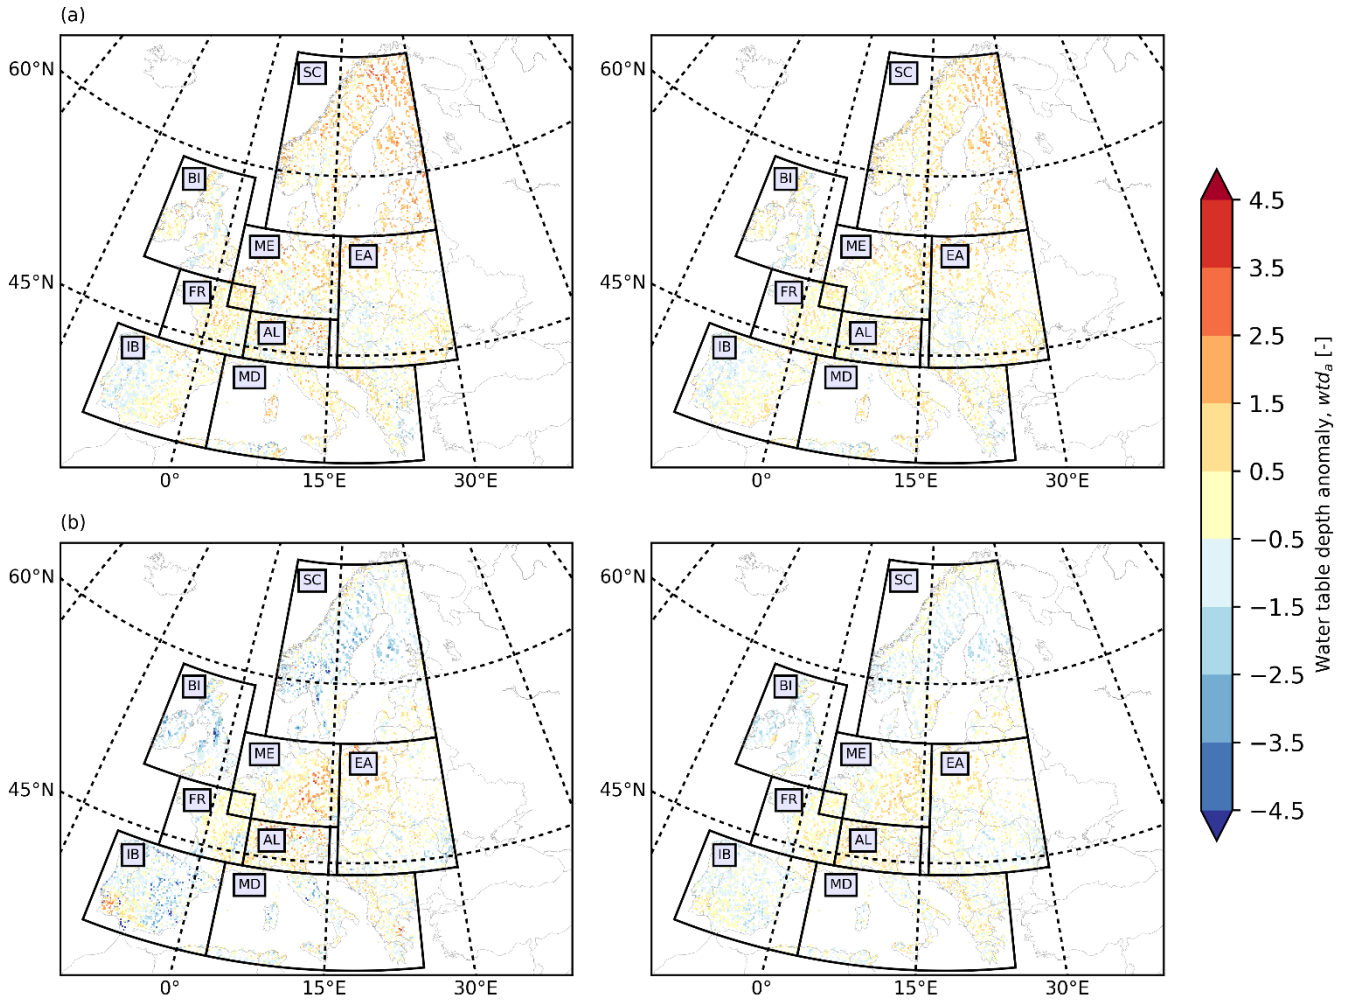 (a)
60°N
45°N
0°
15°E
30°E
SC
BI
ME
EA
FR
AL
IB
MD
60°N
45°N
0°
15°E
30°E
SC
BI
ME
EA
FR
AL
IB
MD
(b)
60°N
45°N
0°
15°E
30°E
SC
BI
ME
EA
FR
AL
IB
MD
60°N
45°N
0°
15°E
30°E
SC
BI
ME
EA
FR
AL
IB
MD
4.5
3.5
2.5
1.5
0.5
−0.5
−1.5
−2.5
−3.5
−4.5
Water table depth anomaly, wtd_a [-]